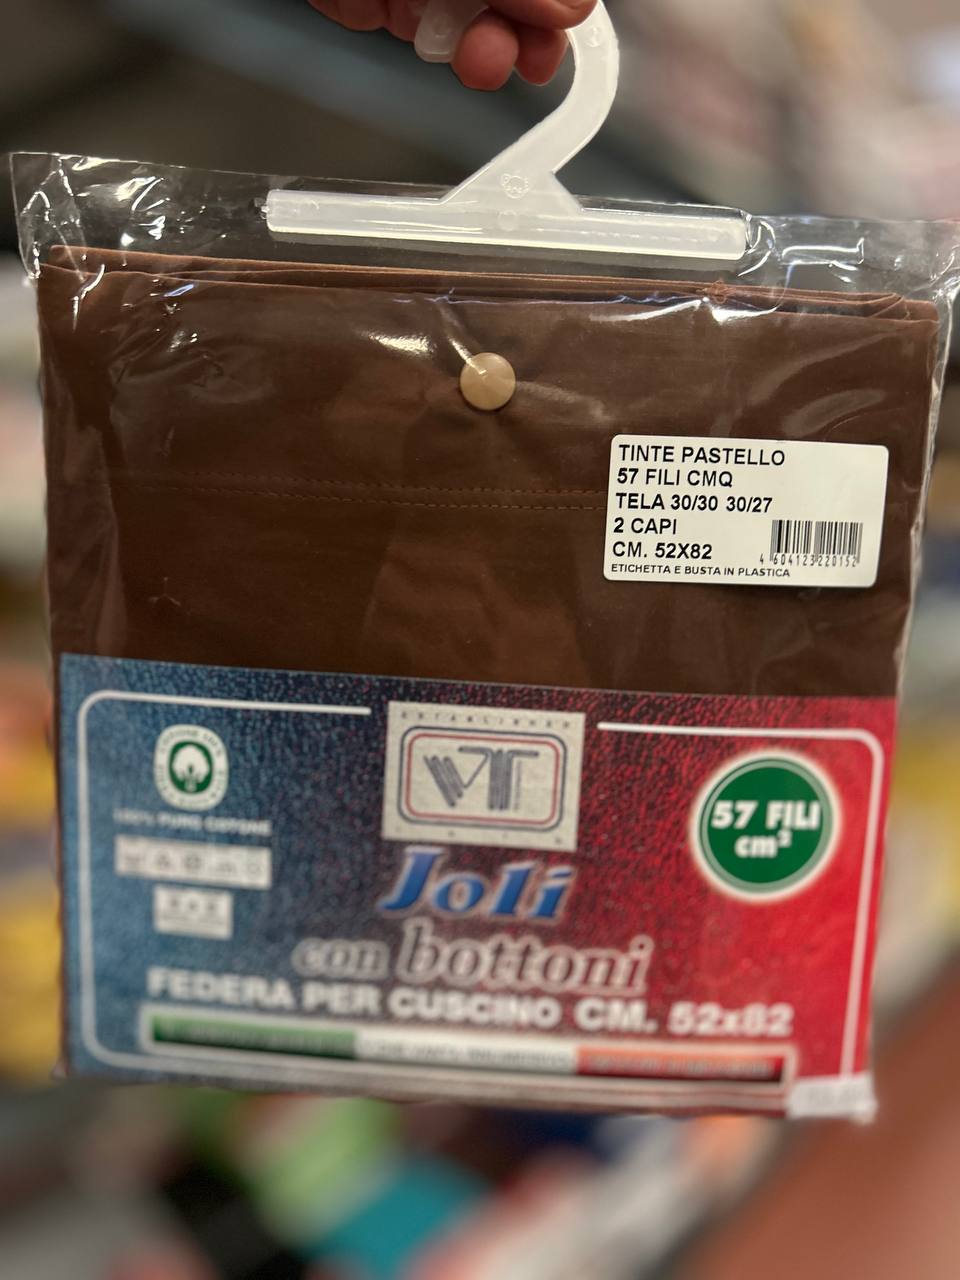 TINTE PASTELLO
57 FILI CMQ
TELA 30/30 30/27
2 CAPI
CM. 52X82
4 604123 220152
ETICHETTA E BUSTA IN PLASTICA
ESTABLISHED
VT
100% PURO COTONE
57 FILI
cm²
Joli
con bottoni
FEDERA PER CUSCINO CM. 52x82